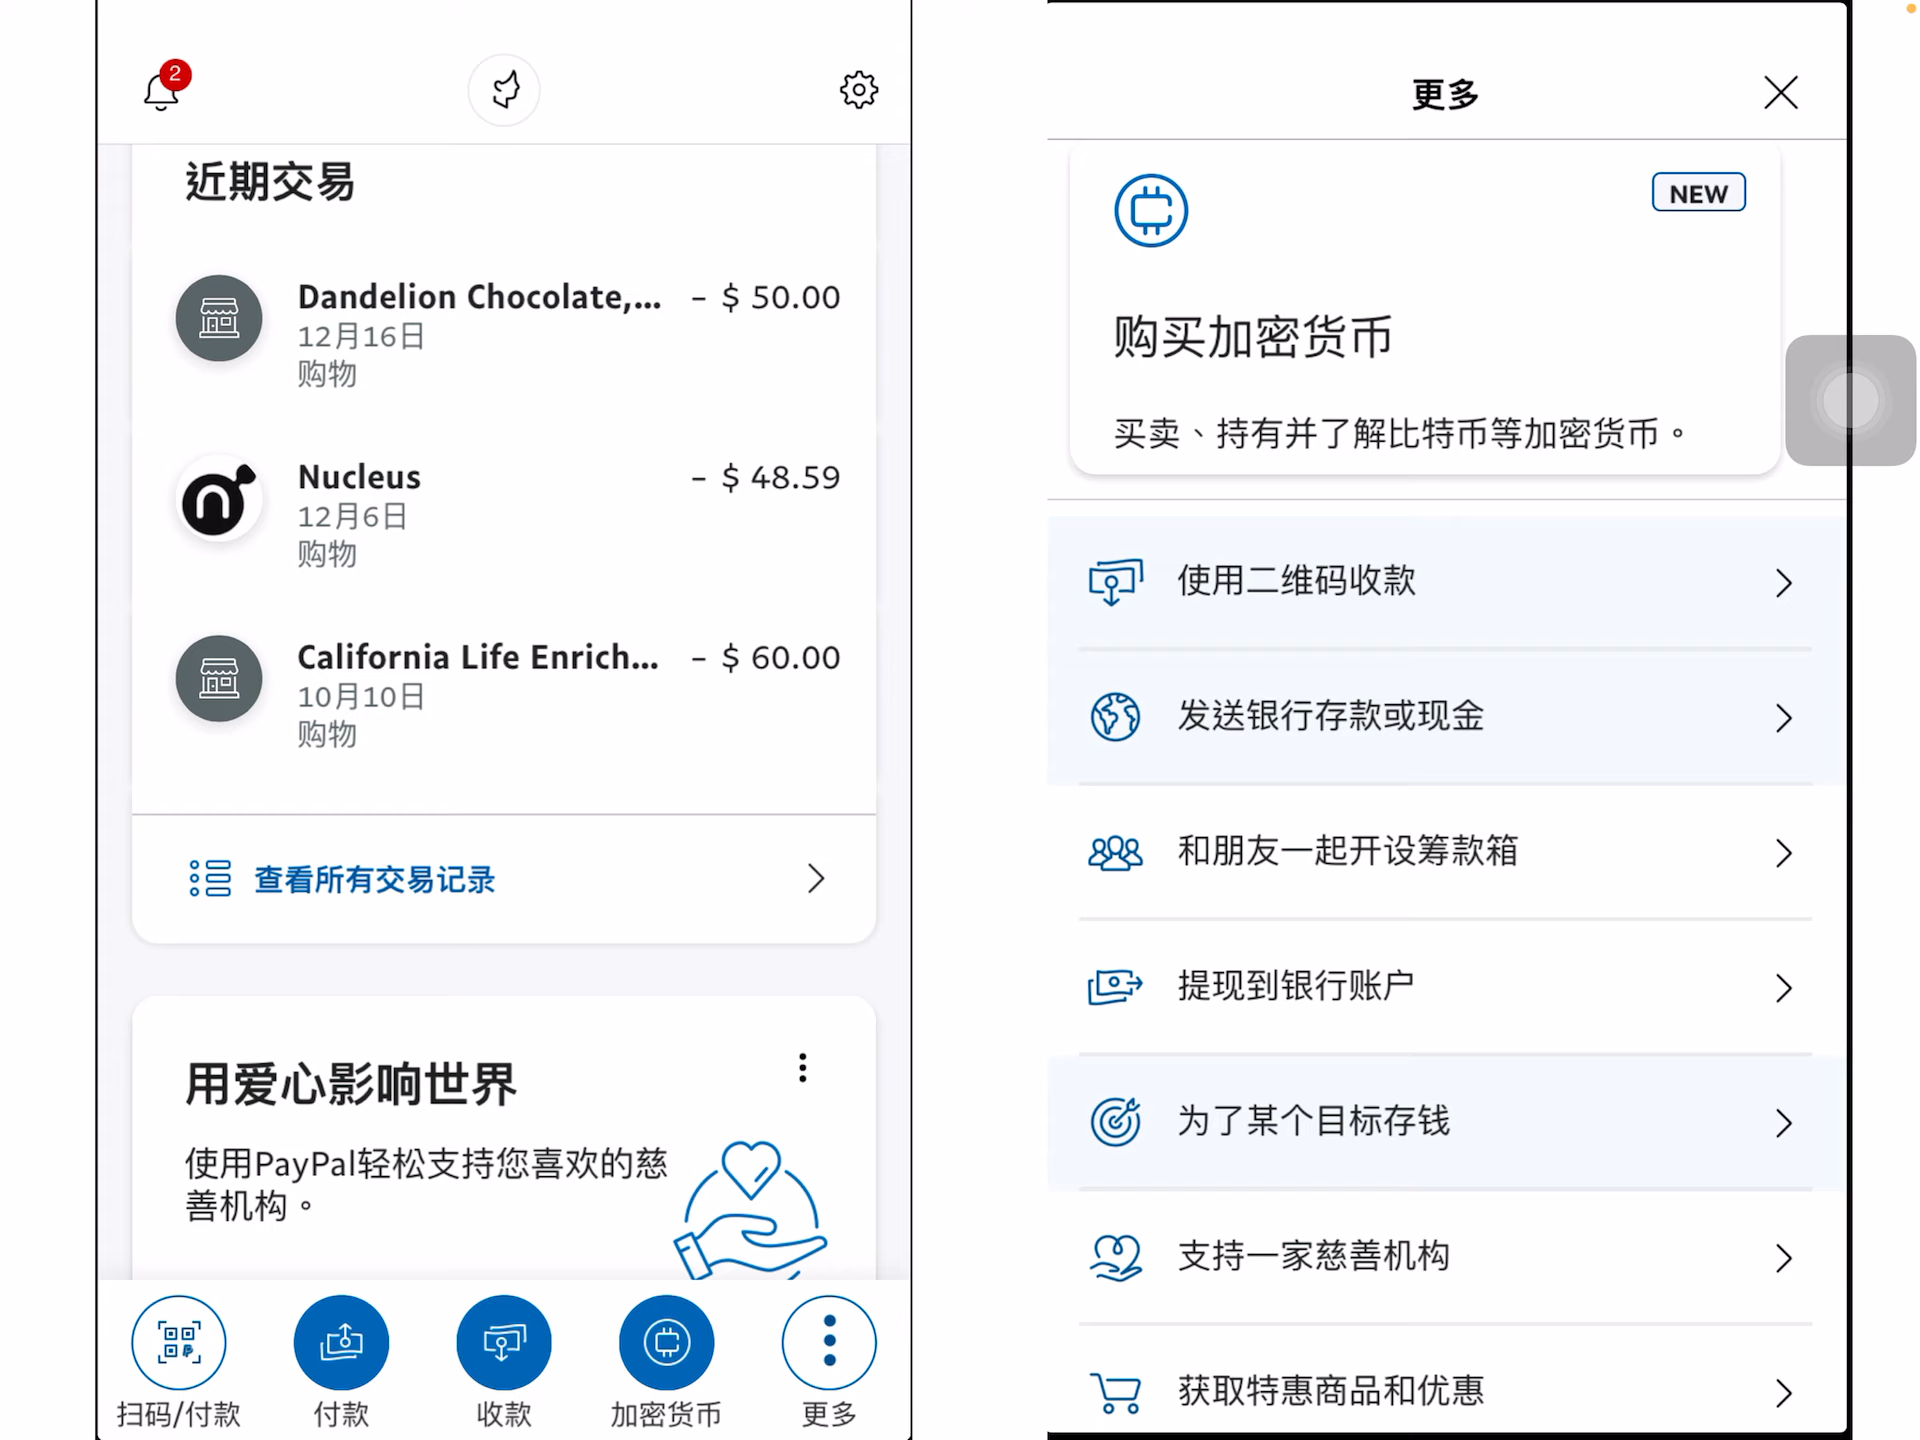 2
近期交易
Dandelion Chocolate,... - $ 50.00
12月16日
购物
Nucleus - $ 48.59
12月6日
购物
California Life Enrich... - $ 60.00
10月10日
购物
查看所有交易记录
用爱心影响世界
使用PayPal轻松支持您喜欢的慈
善机构。
扫码/付款
付款
收款
加密货币
更多
更多
NEW
购买加密货币
买卖、持有并了解比特币等加密货币。
使用二维码收款
发送银行存款或现金
和朋友一起开设筹款箱
提现到银行账户
为了某个目标存钱
支持一家慈善机构
获取特惠商品和优惠